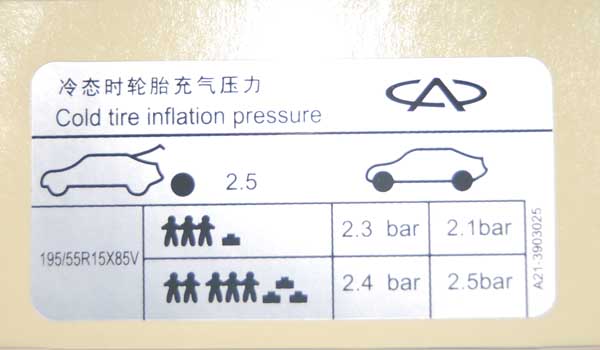 冷态时轮胎充气压力
Cold tire inflation pressure
2.5
195/55R15X85V
2.3 bar
2.1bar
2.4 bar
2.5bar
A21-3903025